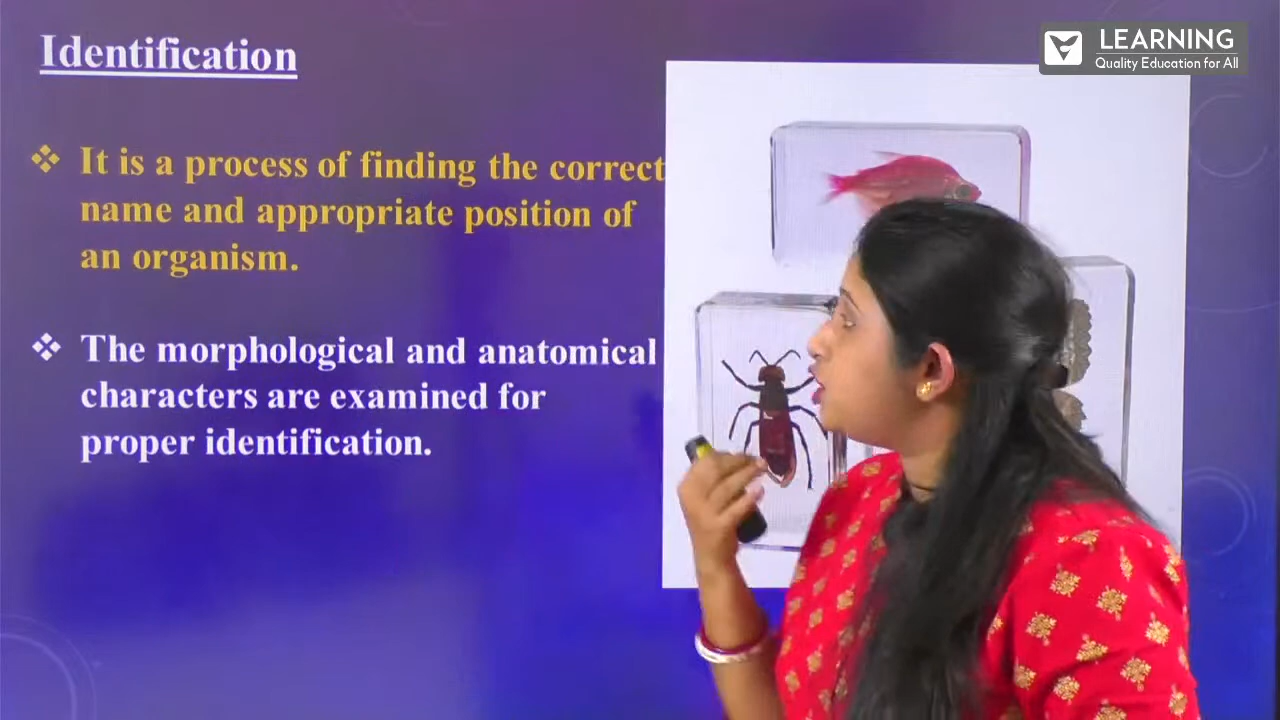 Identification
LEARNING
Quality Education for All
❖ It is a process of finding the correct
name and appropriate position of
an organism.
❖ The morphological and anatomical
characters are examined for
proper identification.